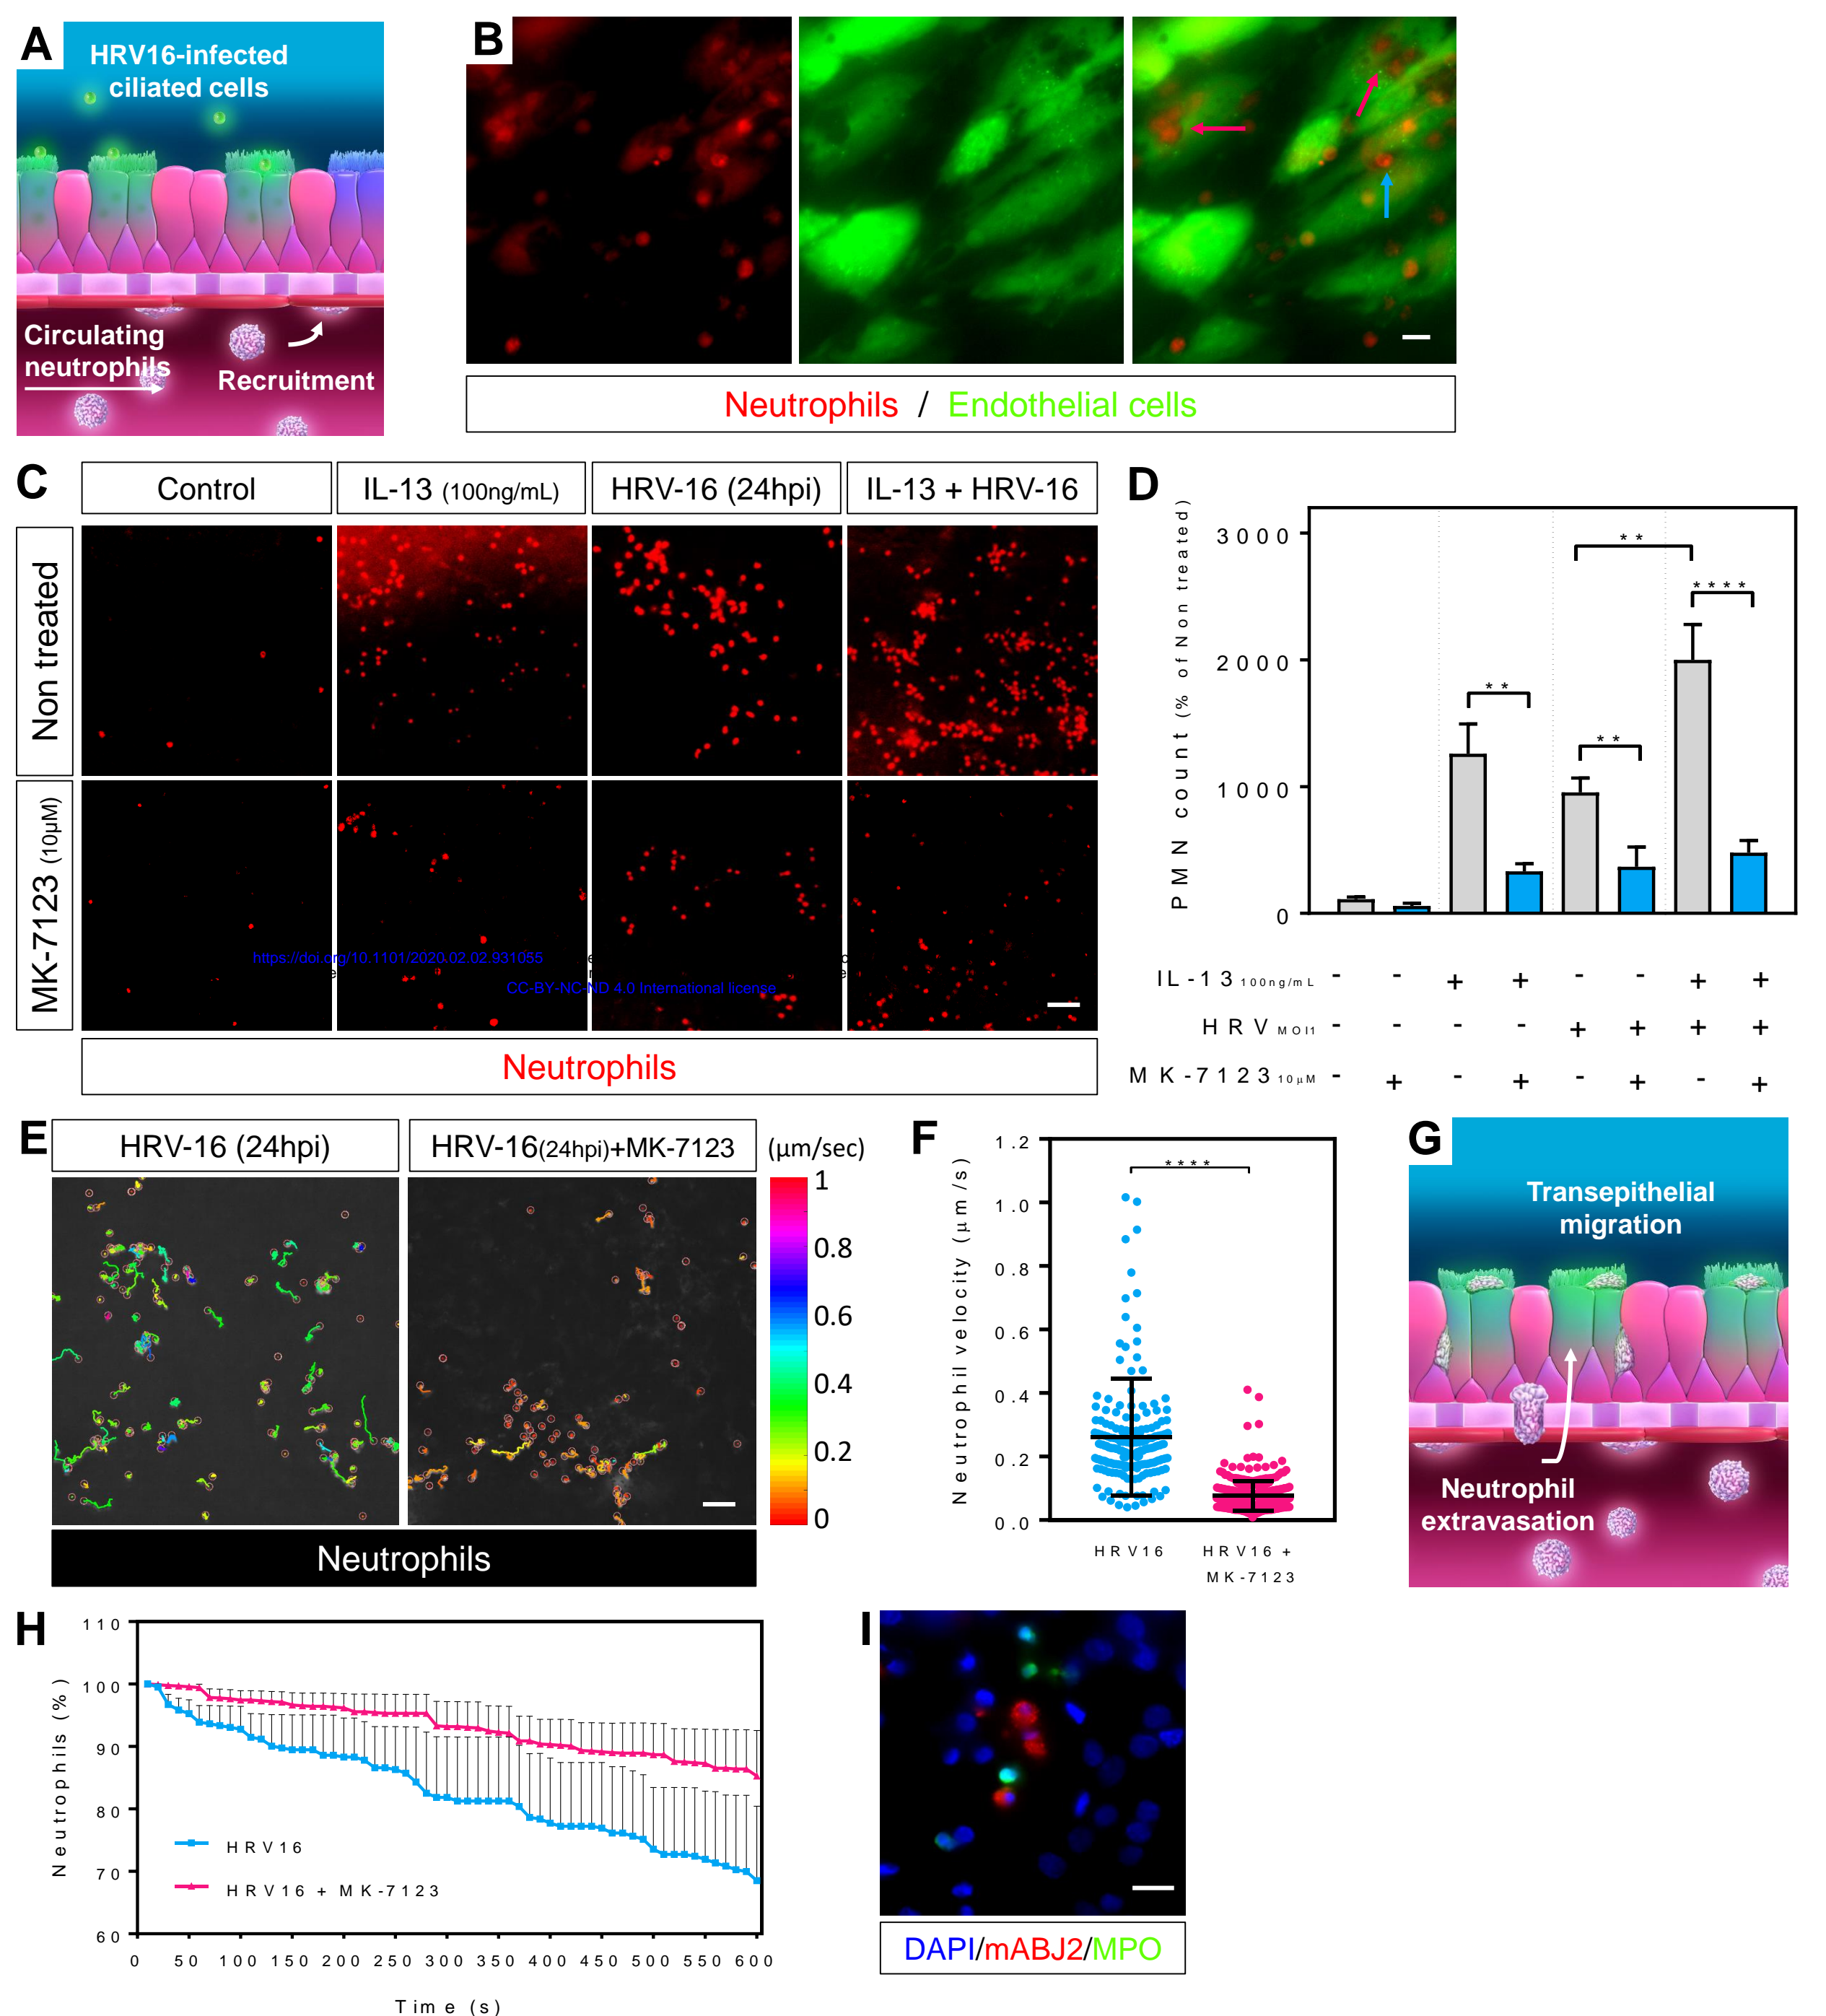 A
HRV16-infected
ciliated cells
Circulating
neutrophils
Recruitment
B
Neutrophils / Endothelial cells
C
Control
IL-13 (100ng/mL)
HRV-16 (24hpi)
IL-13 + HRV-16
Non treated
MK-7123 (10µM)
https://doi.org/10.1101/2020.02.02.931055
CC-BY-NC-ND 4.0 International license
Neutrophils
D
PMN count (% of Non treated)
3000
2000
1000
0
**
**
**
****
IL-13 100ng/mL - - + + - - + +
HRV MOI1 - - - - + + + +
MK-7123 10µM - + - + - + - +
E
HRV-16 (24hpi)
HRV-16(24hpi)+MK-7123
(µm/sec)
1
0.8
0.6
0.4
0.2
0
Neutrophils
F
Neutrophil velocity (µm/s)
1.2
1.0
0.8
0.6
0.4
0.2
0.0
****
HRV16
HRV16 +
MK-7123
G
Transepithelial
migration
Neutrophil
extravasation
H
Neutrophils (%)
110
100
90
80
70
60
HRV16
HRV16 + MK-7123
0 50 100 150 200 250 300 350 400 450 500 550 600
Time (s)
I
DAPI/mABJ2/MPO